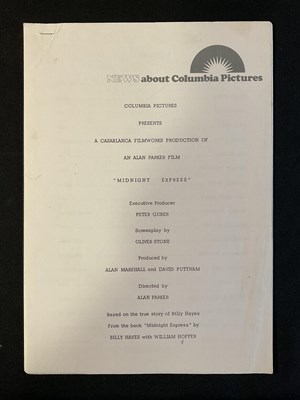 NEWS about Columbia Pictures
COLUMBIA PICTURES
PRESENTS
A CASABLANCA FILMWORKS PRODUCTION OF
AN ALAN PARKER FILM
"MIDNIGHT EXPRESS"
Executive Producer
PETER GUBER
Screenplay by
OLIVER STONE
Produced by
ALAN MARSHALL and DAVID PUTTNAM
Directed by
ALAN PARKER
Based on the true story of Billy Hayes
from the book "Midnight Express" by
BILLY HAYES with WILLIAM HOFFER